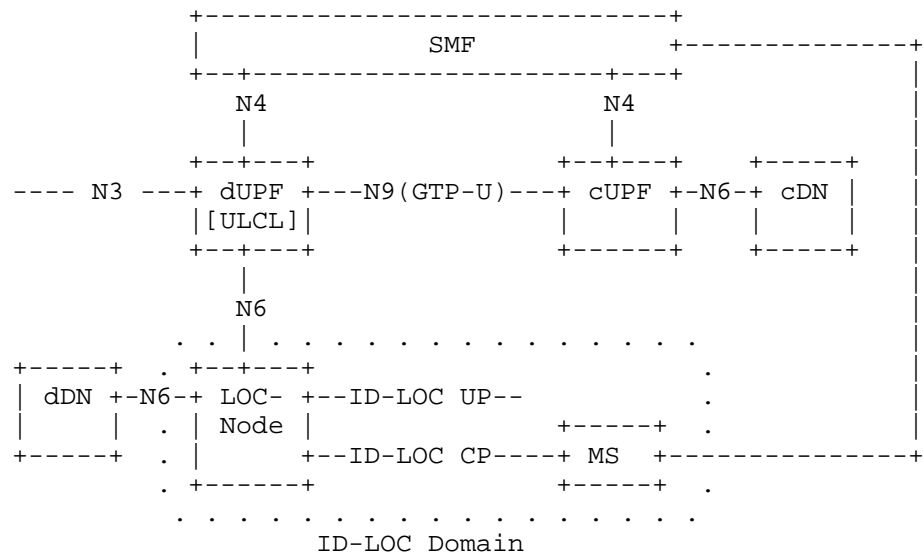 SMF
N4 N4
N3 dUPF N9(GTP-U) cUPF N6 cDN
[ULCL]
N6
dDN N6 LOC- ID-LOC UP
Node
ID-LOC CP MS
ID-LOC Domain